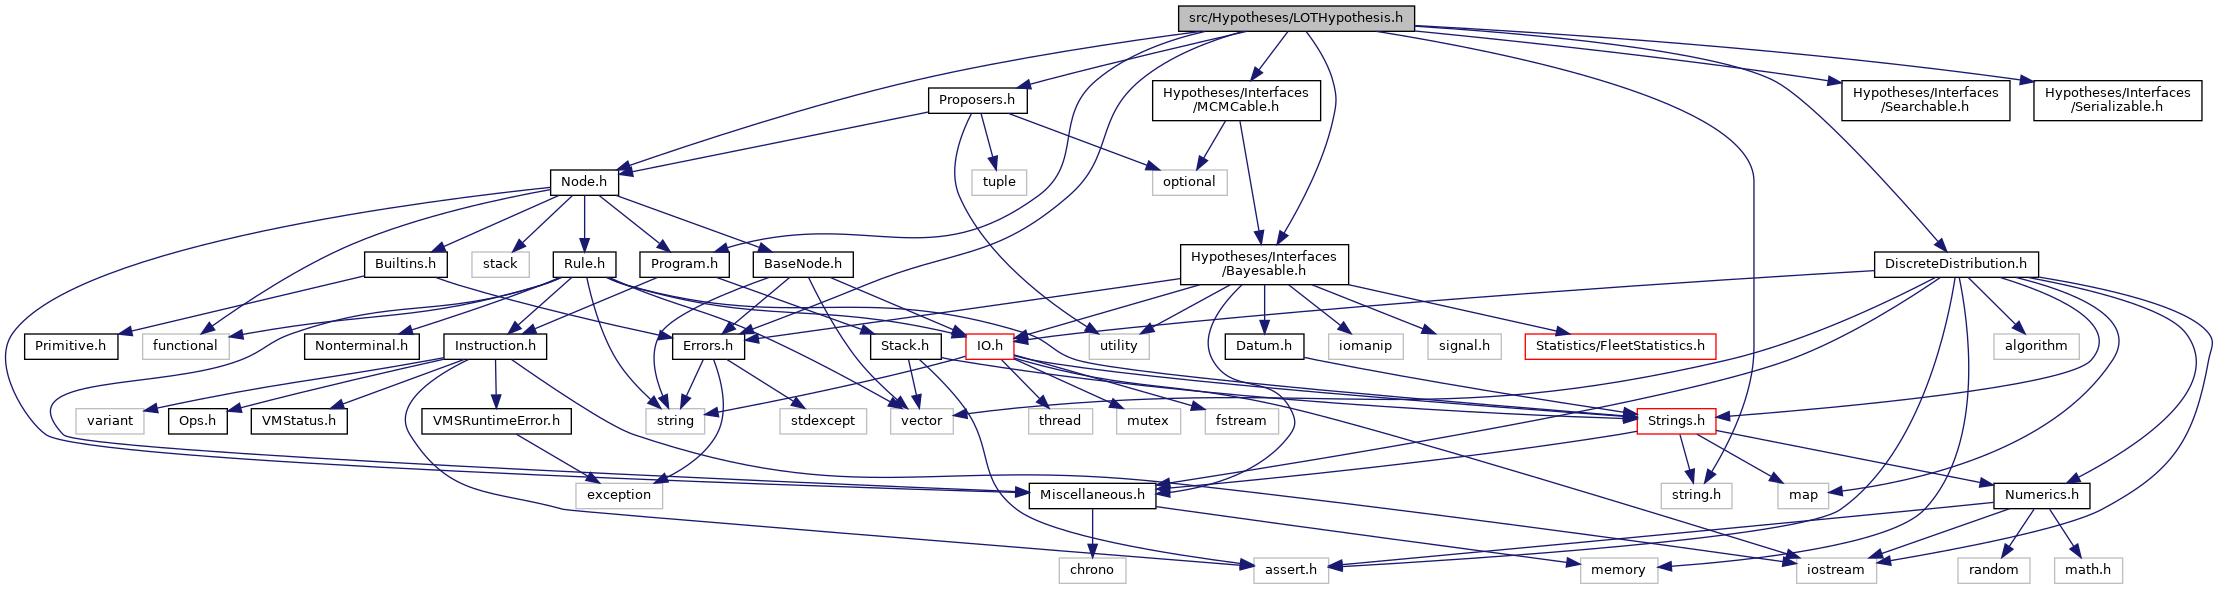 src/Hypotheses/LOTHypothesis.h
Proposers.h
Hypotheses/Interfaces
/MCMCable.h
Hypotheses/Interfaces
/Searchable.h
Hypotheses/Interfaces
/Serializable.h
Node.h
tuple
optional
Builtins.h
stack
Rule.h
Program.h
BaseNode.h
Hypotheses/Interfaces
/Bayesable.h
DiscreteDistribution.h
Primitive.h
functional
Nonterminal.h
Instruction.h
Errors.h
Stack.h
IO.h
utility
Datum.h
iomanip
signal.h
Statistics/FleetStatistics.h
algorithm
variant
Ops.h
VMStatus.h
VMSRuntimeError.h
string
stdexcept
vector
thread
mutex
fstream
Strings.h
exception
Miscellaneous.h
string.h
map
Numerics.h
chrono
assert.h
memory
iostream
random
math.h